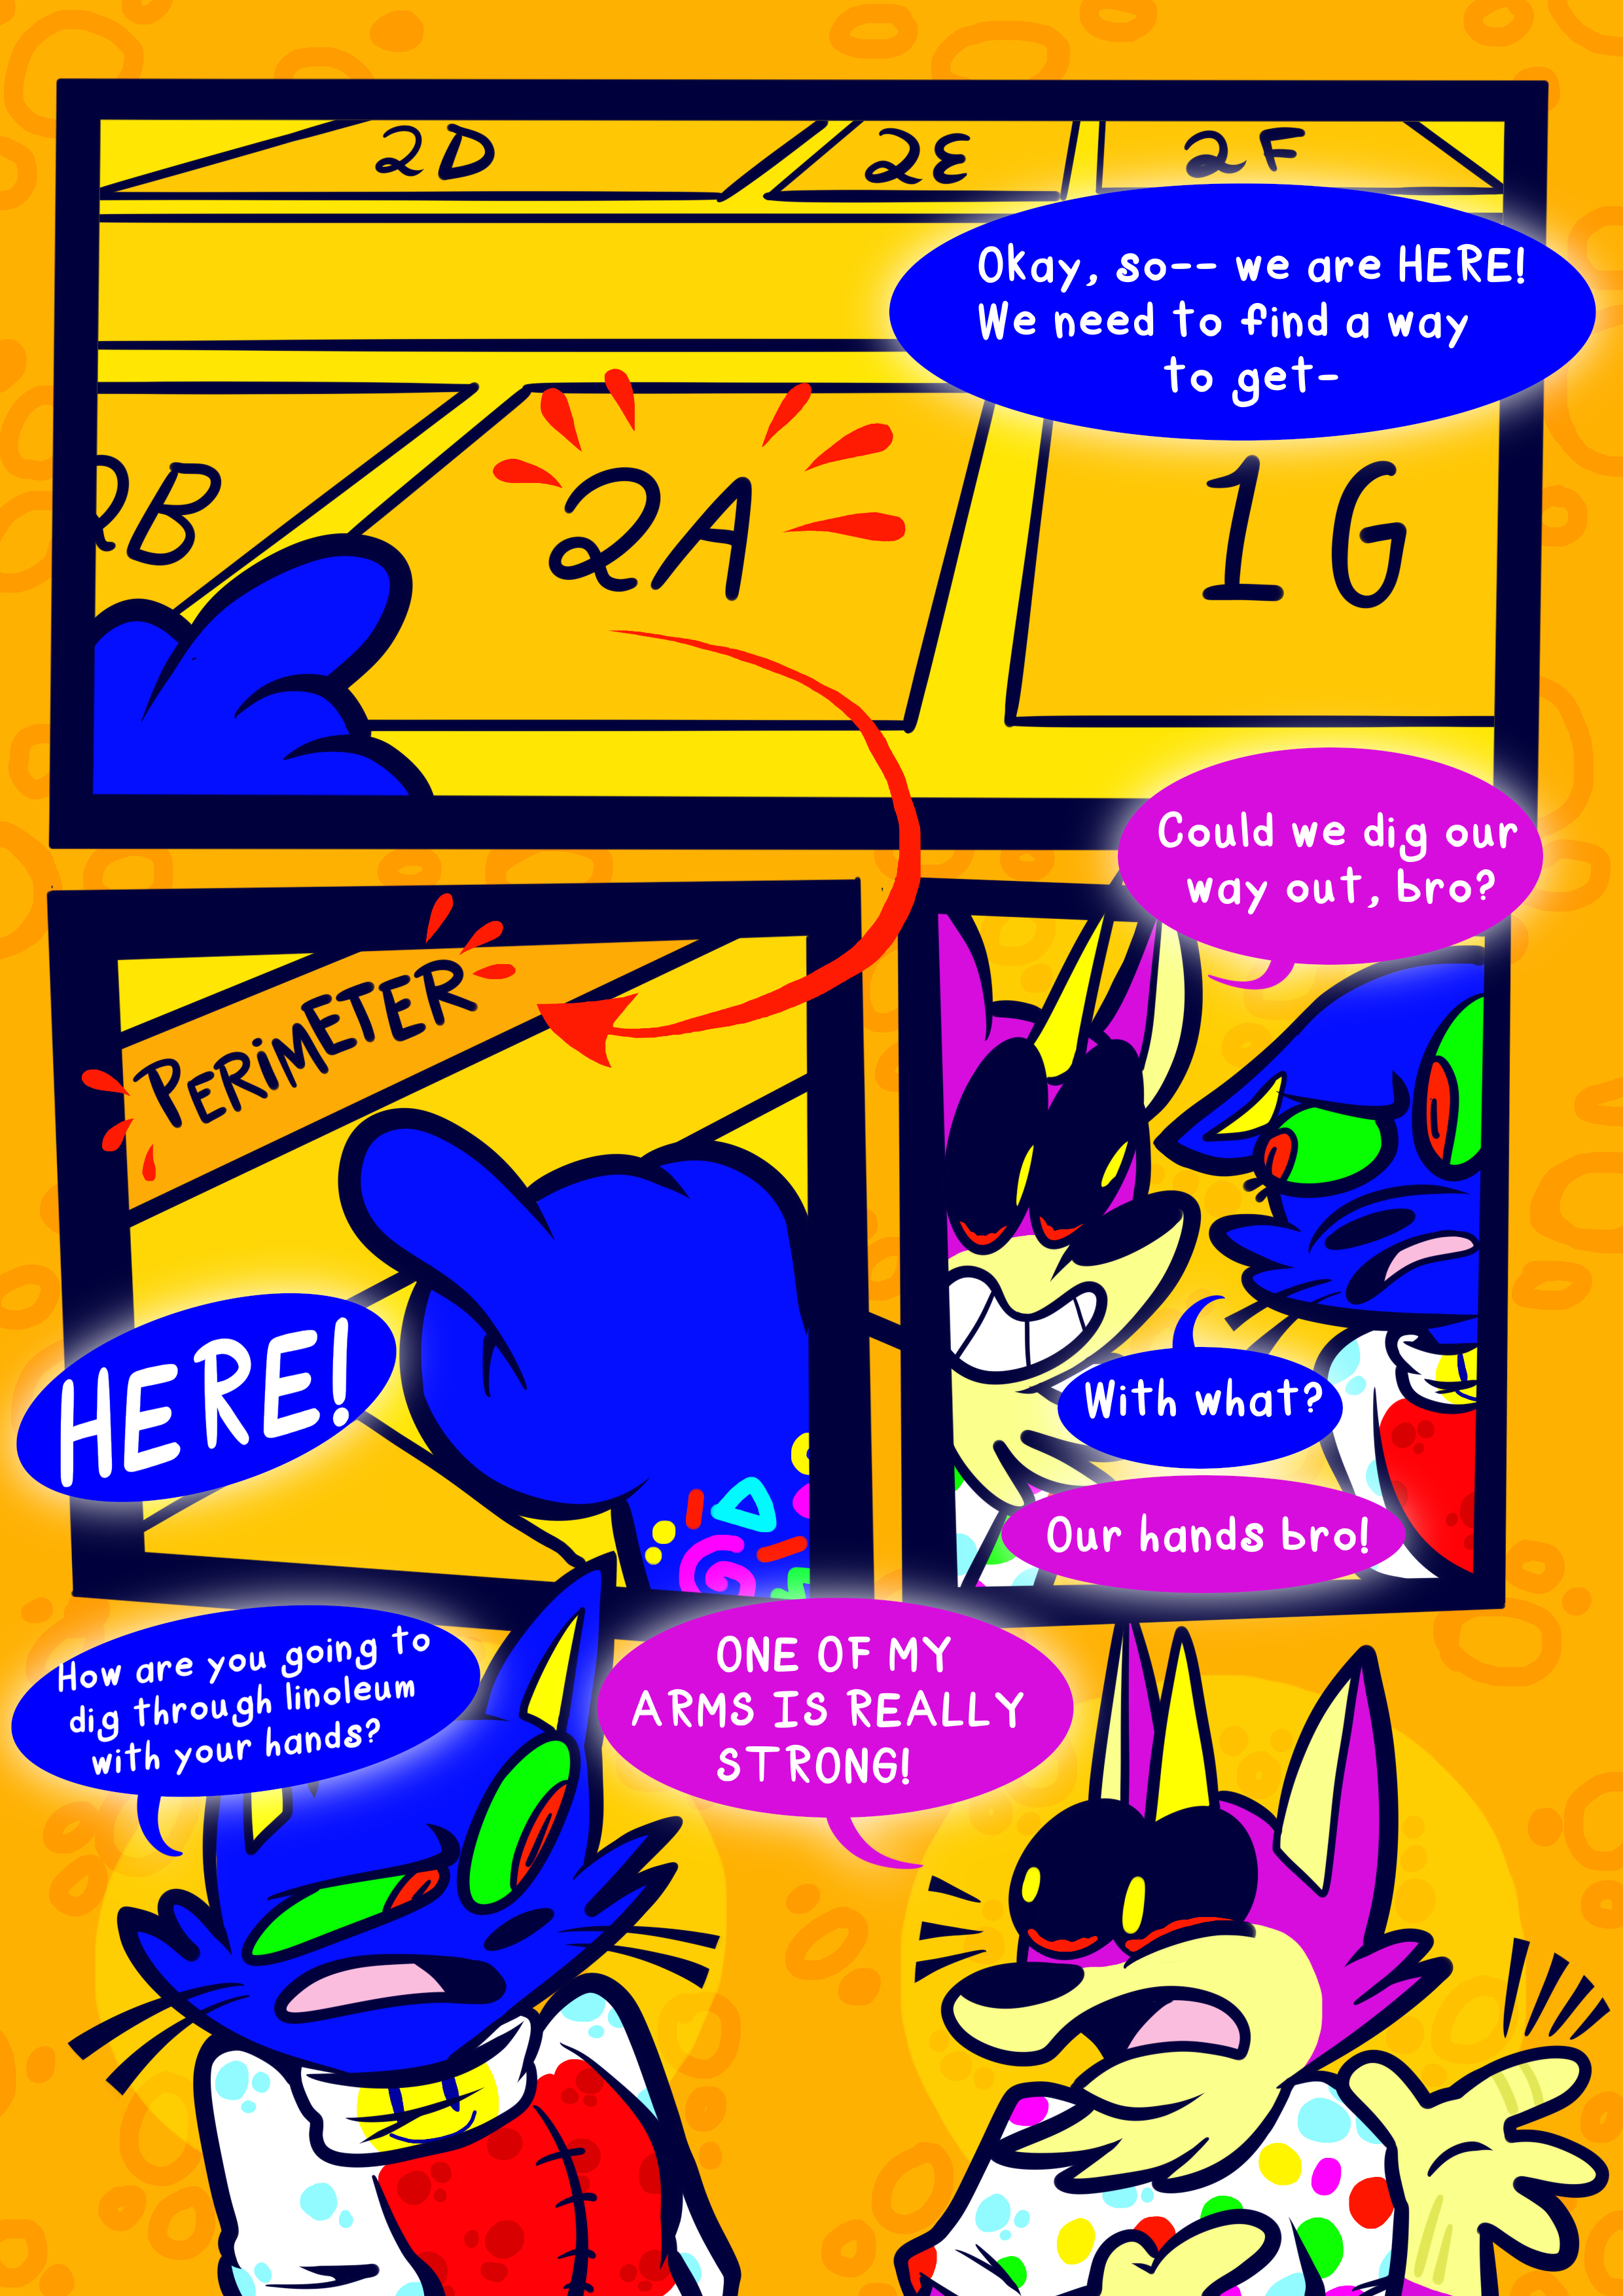 2D
2E
2F
Okay, so-- we are HERE!
We need to find a way
to get-
2B
2A
1G
Could we dig our
way out, bro?
PERiMETER
HERE!
With what?
Our hands bro!
How are you going to
dig through linoleum
with your hands?
ONE OF MY
ARMS IS REALLY
STRONG!